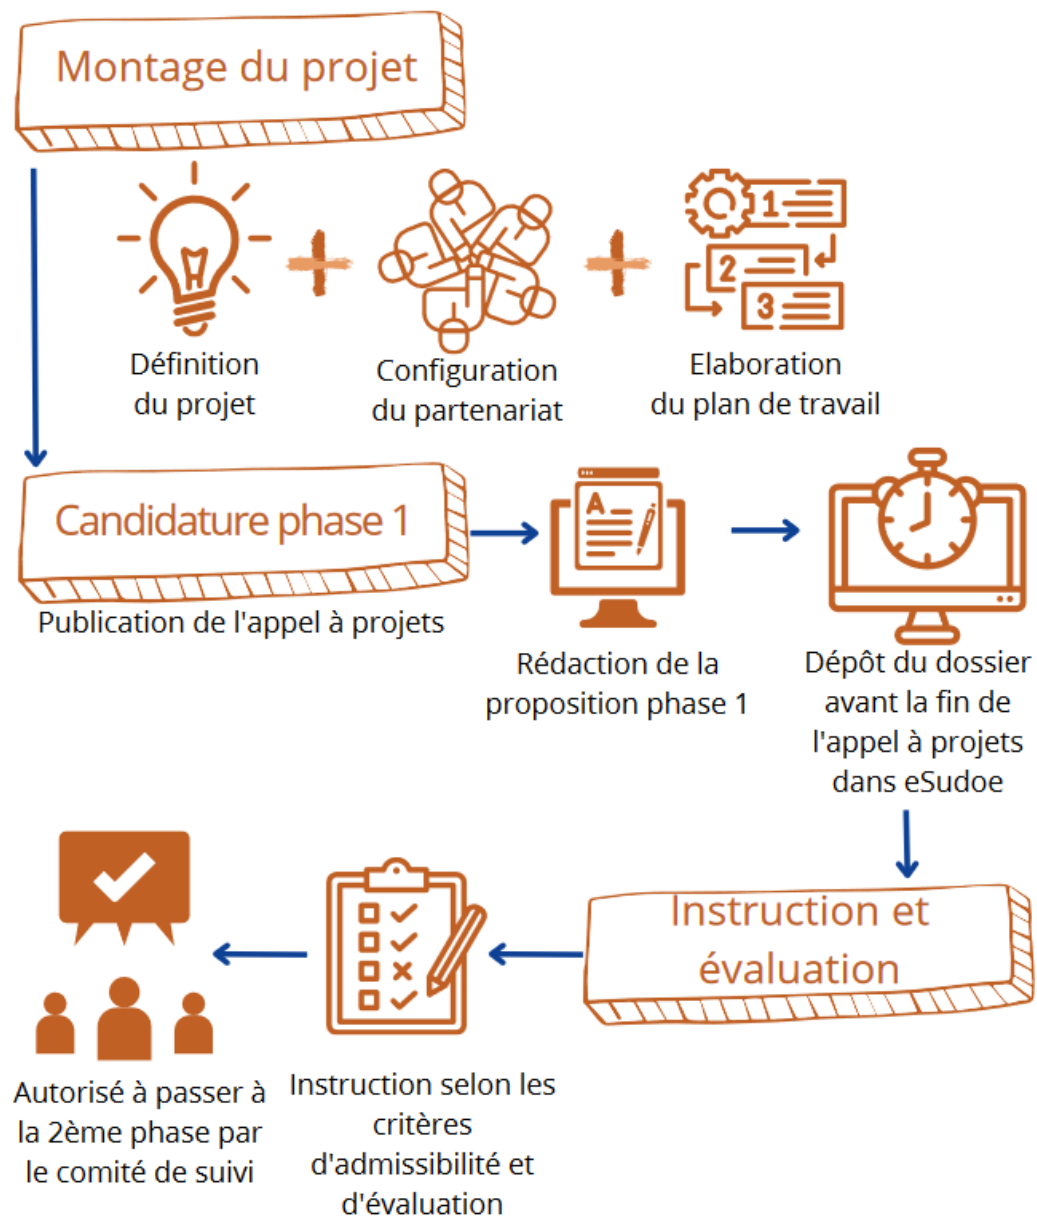 Montage du projet
1
2
3
Définition
du projet
Configuration
du partenariat
Elaboration
du plan de travail
Candidature phase 1
Publication de l'appel à projets
A
Rédaction de la
proposition phase 1
Dépôt du dossier
avant la fin de
l'appel à projets
dans eSudoe
Instruction et
évaluation
Instruction selon les
critères
d'admissibilité et
d'évaluation
Autorisé à passer à
la 2ème phase par
le comité de suivi